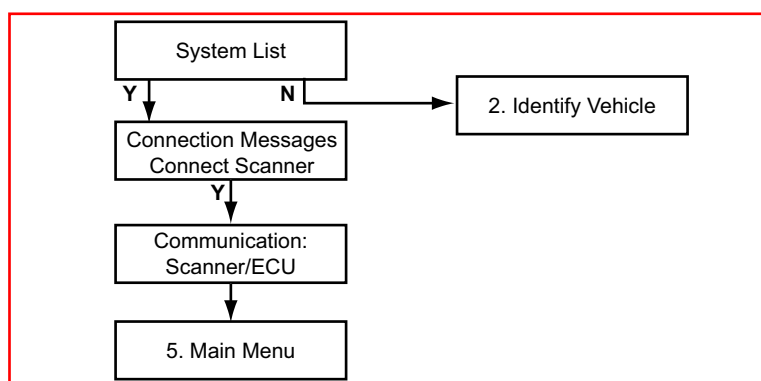 System List
Y
N
2. Identify Vehicle
Connection Messages
Connect Scanner
Y
Communication:
Scanner/ECU
5. Main Menu